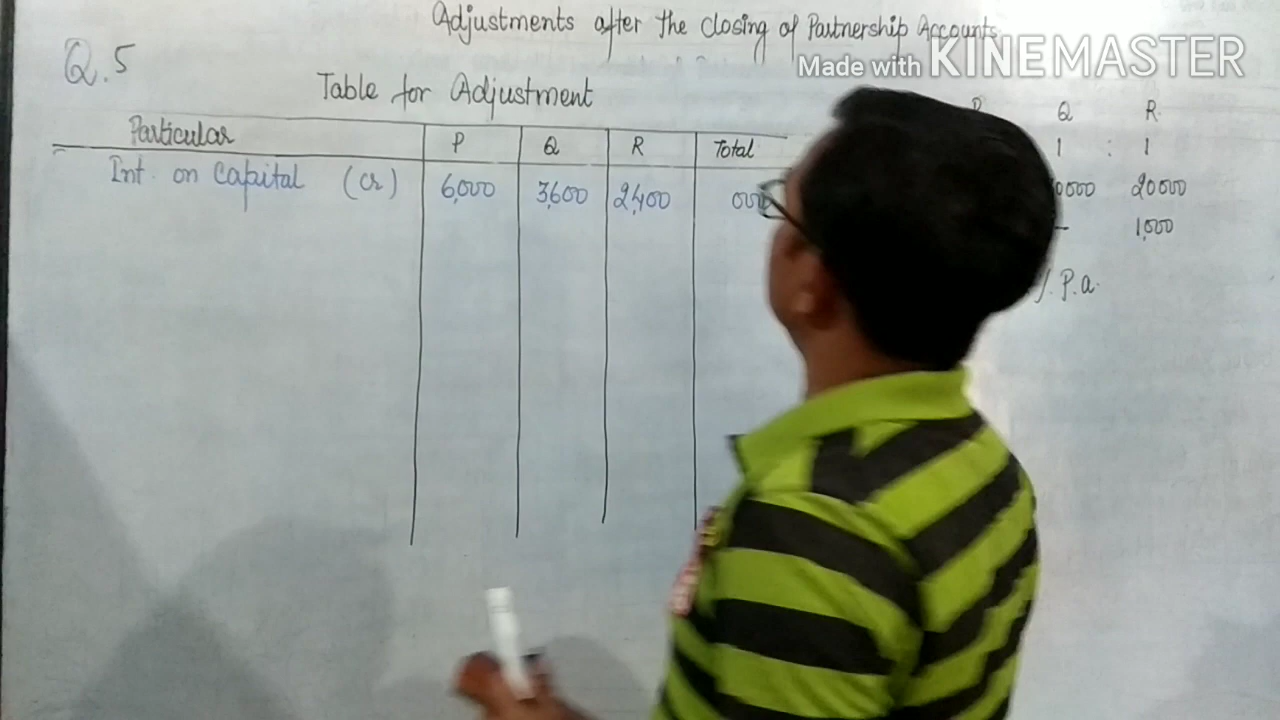 Adjustments after the closing of Partnership Accounts
Made with KINEMASTER
Q.5
Table for Adjustment
Q R
1 : 1
Particular P Q R Total
Int. on Capital (Cr) 6,000 3,600 2,400
20000
1,000
P.a.